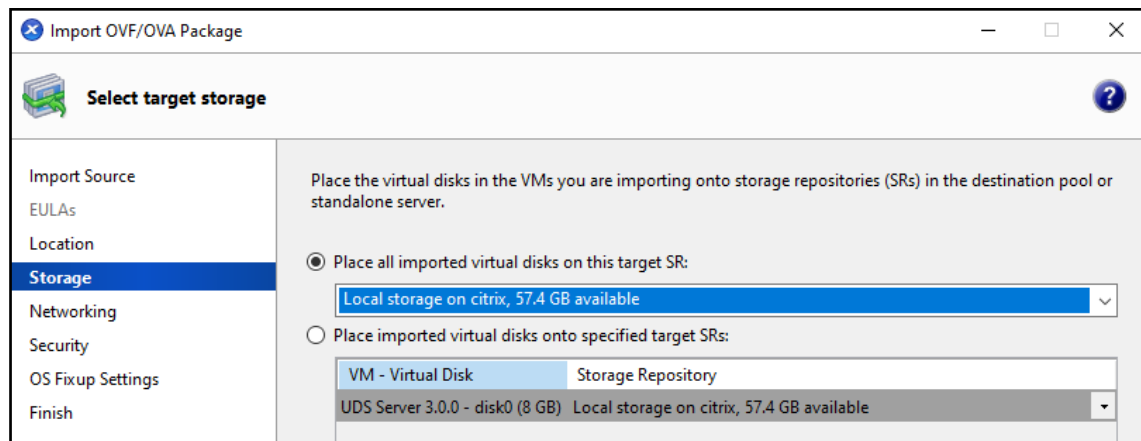 Import OVF/OVA Package
Select target storage
Import Source
EULAs
Location
Storage
Networking
Security
OS Fixup Settings
Finish
Place the virtual disks in the VMs you are importing onto storage repositories (SRs) in the destination pool or
standalone server.
Place all imported virtual disks on this target SR:
Local storage on citrix, 57.4 GB available
Place imported virtual disks onto specified target SRs:
VM - Virtual Disk Storage Repository
UDS Server 3.0.0 - disk0 (8 GB) Local storage on citrix, 57.4 GB available